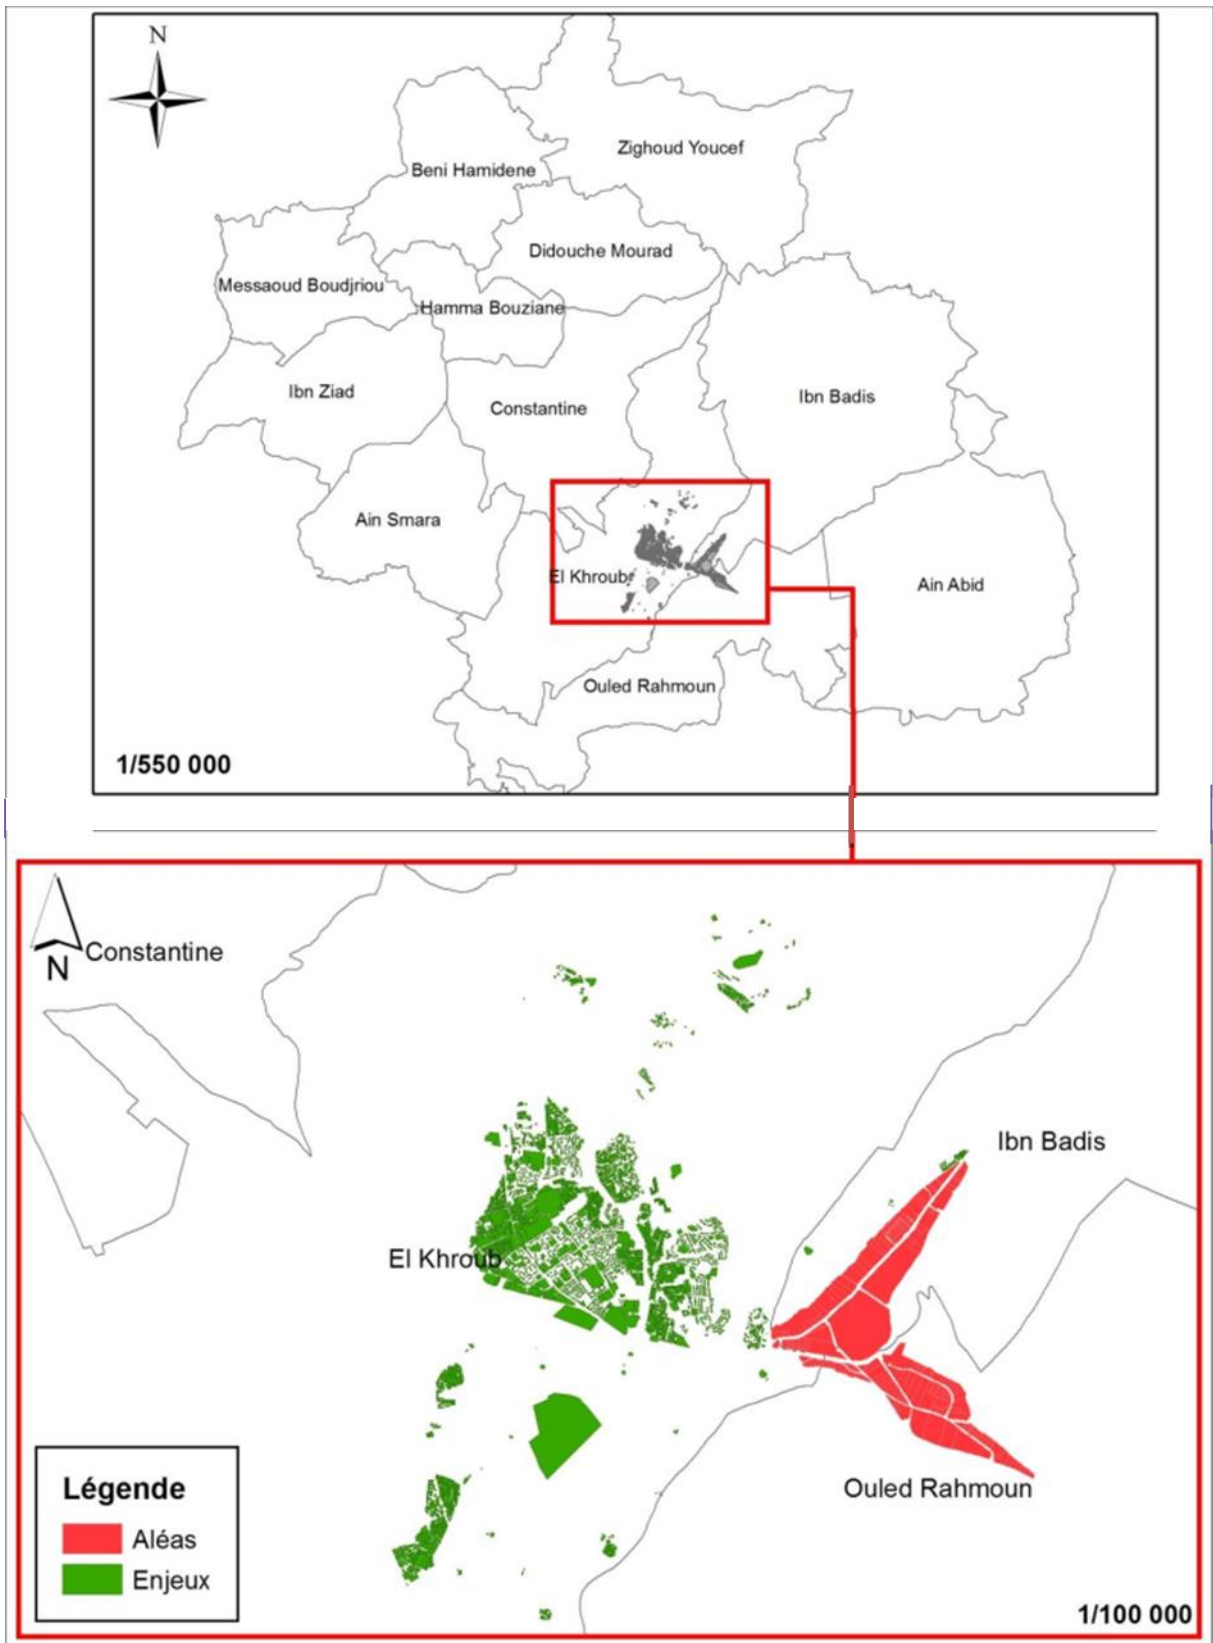 N
Zighoud Youcef
Beni Hamidene
Didouche Mourad
Messaoud Boudjriou
Hamma Bouziane
Ibn Ziad
Constantine
Ibn Badis
Ain Smara
El Khroub
Ain Abid
Ouled Rahmoun
1/550 000
N
Constantine
Ibn Badis
El Khroub
Ouled Rahmoun
Légende
Aléas
Enjeux
1/100 000